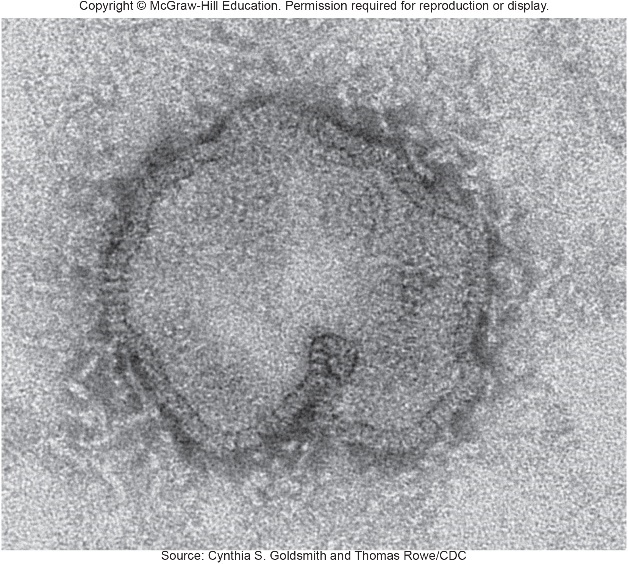 Copyright © McGraw-Hill Education. Permission required for reproduction or display.
Source: Cynthia S. Goldsmith and Thomas Rowe/CDC